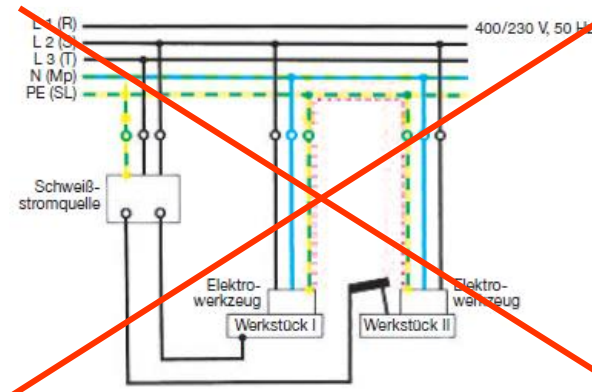 L 1 (R)
400/230 V, 50 Hz
L 2 (S)
L 3 (T)
N (Mp)
PE (SL)
Schweiß-
stromquelle
Elektro-
werkzeug
Elektro-
werkzeug
Werkstück I
Werkstück II